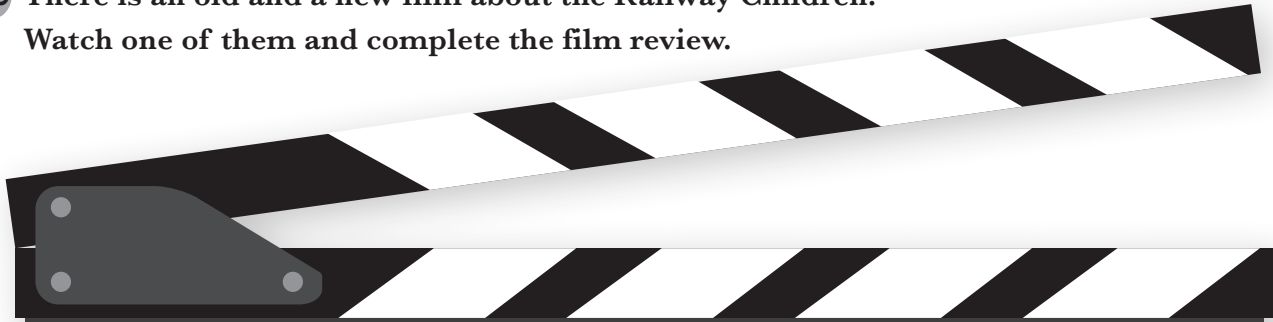 There is an old and a new film about the Railway Children.
Watch one of them and complete the film review.